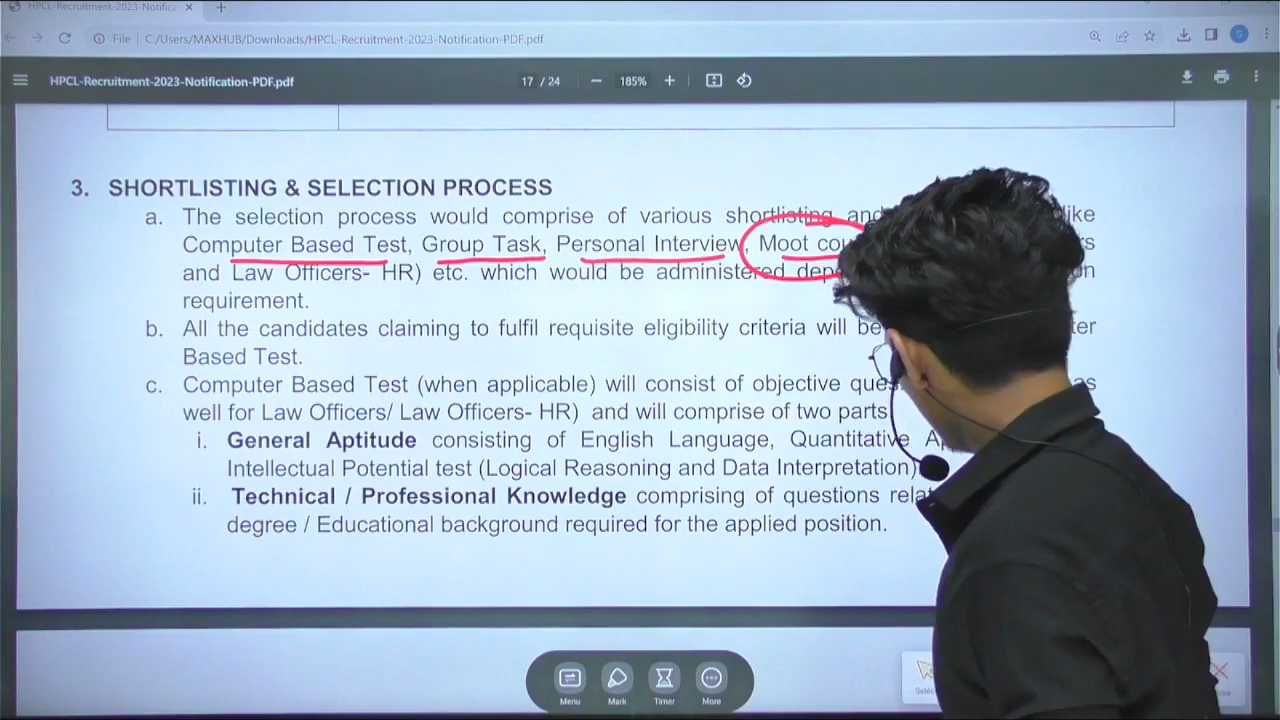 HPCL-Recruitment-2023-Notifica
File C:/Users/MAXHUB/Downloads/HPCL-Recruitment-2023-Notification-PDF.pdf S
HPCL-Recruitment-2023-Notification-PDF.pdf 17 / 24 185%
3. SHORTLISTING & SELECTION PROCESS
a. The selection process would comprise of various shortlisting and like
Computer Based Test, Group Task, Personal Interview, Moot
and Law Officers- HR) etc. which would be administered
requirement.
b. All the candidates claiming to fulfil requisite eligibility criteria will be
Based Test.
c. Computer Based Test (when applicable) will consist of objective as
well for Law Officers/ Law Officers- HR) and will comprise of two parts
i. General Aptitude consisting of English Language, Quantitative
Intellectual Potential test (Logical Reasoning and Data Interpretation)
ii. Technical / Professional Knowledge comprising of questions
degree / Educational background required for the applied position.
Menu Mark Timer More